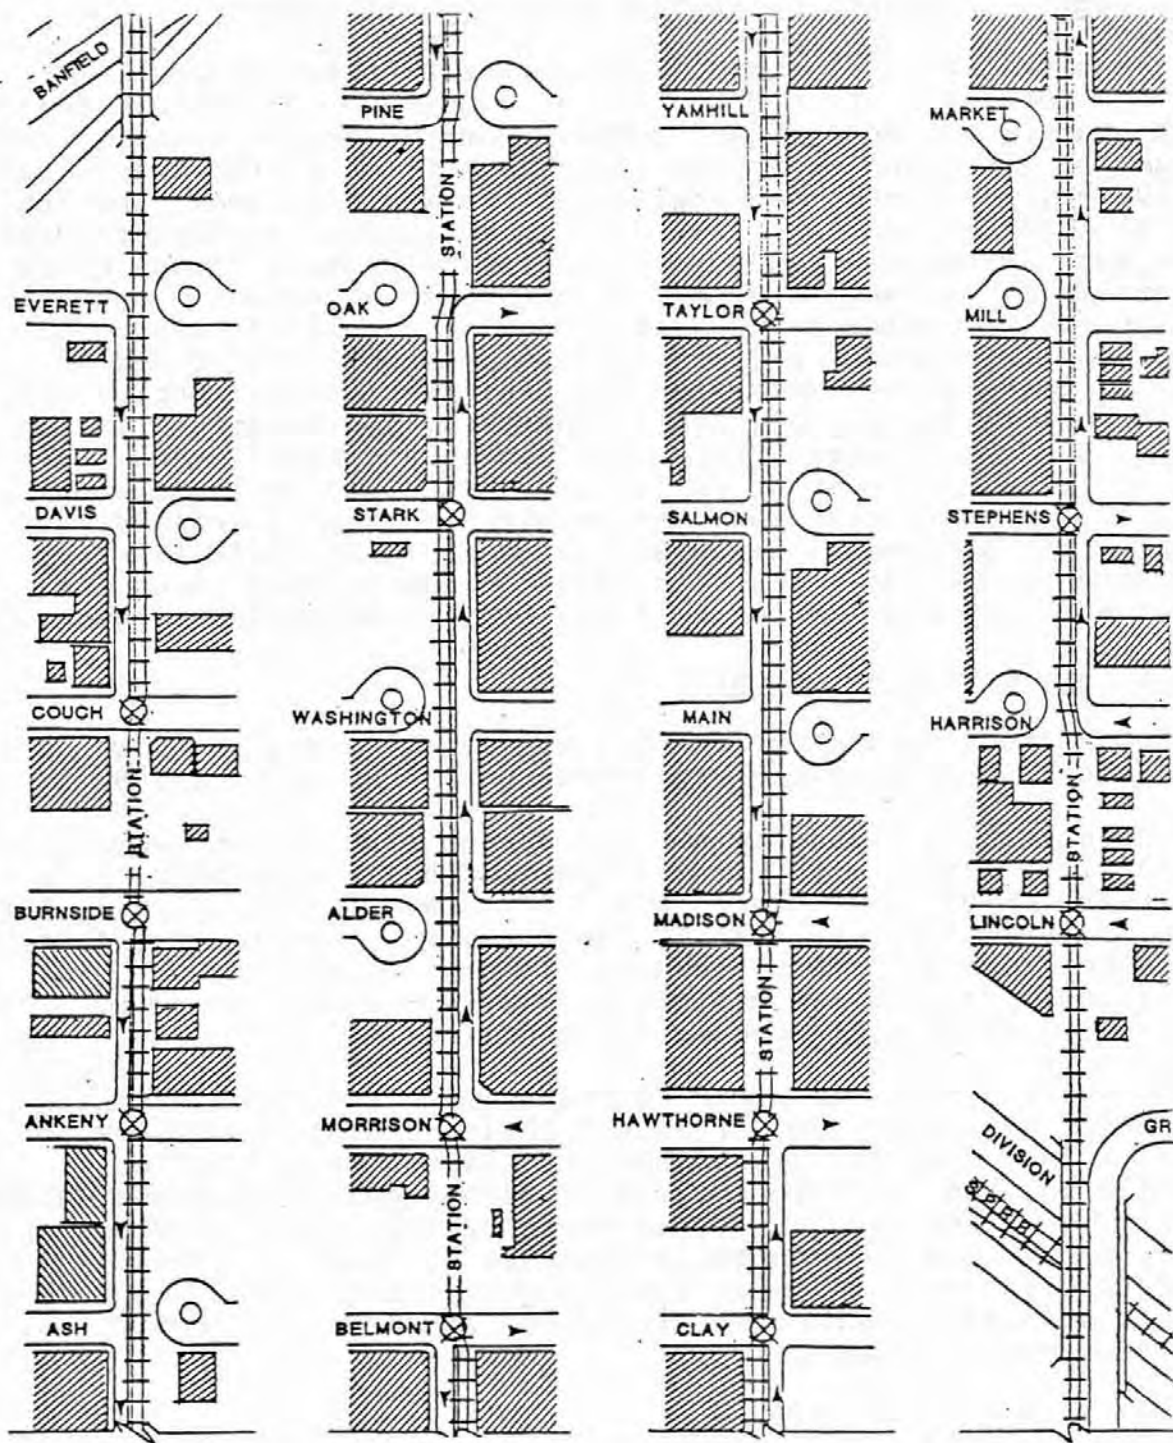 BANFIELD
EVERETT
DAVIS
COUCH
STATION
BURNSIDE
ANKENY
ASH
PINE
STATION
OAK
STARK
WASHINGTON
ALDER
MORRISON
STATION
BELMONT
YAMHILL
TAYLOR
SALMON
MAIN
MADISON
STATION
HAWTHORNE
CLAY
MARKET
MILL
STEPHENS
HARRISON
STATION
LINCOLN
DIVISION
GR